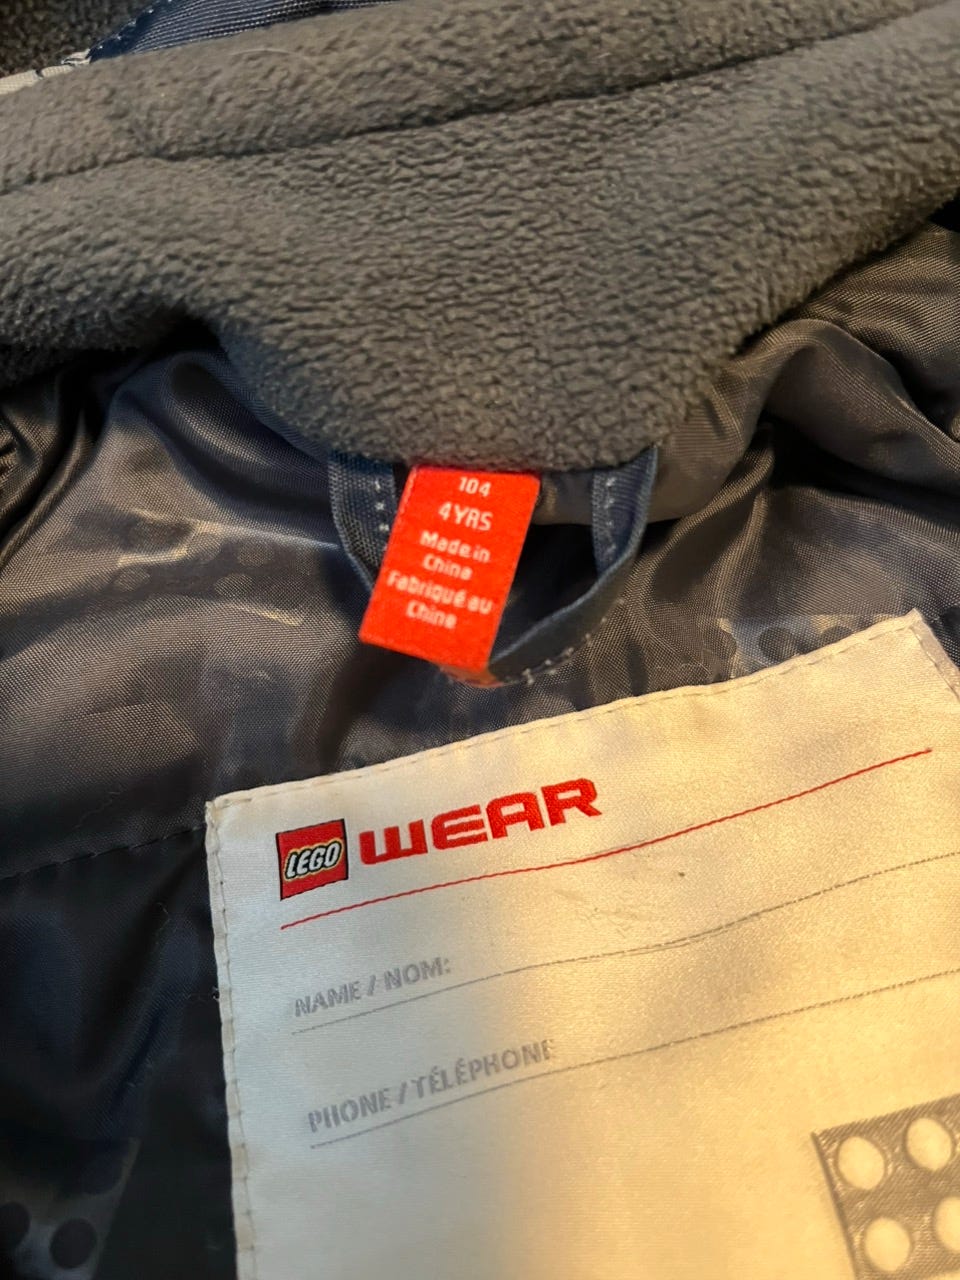 104
4YRS
Made in
China
Fabriqué au
Chine
LEGO WEAR
NAME / NOM:
PHONE / TÉLÉPHONE